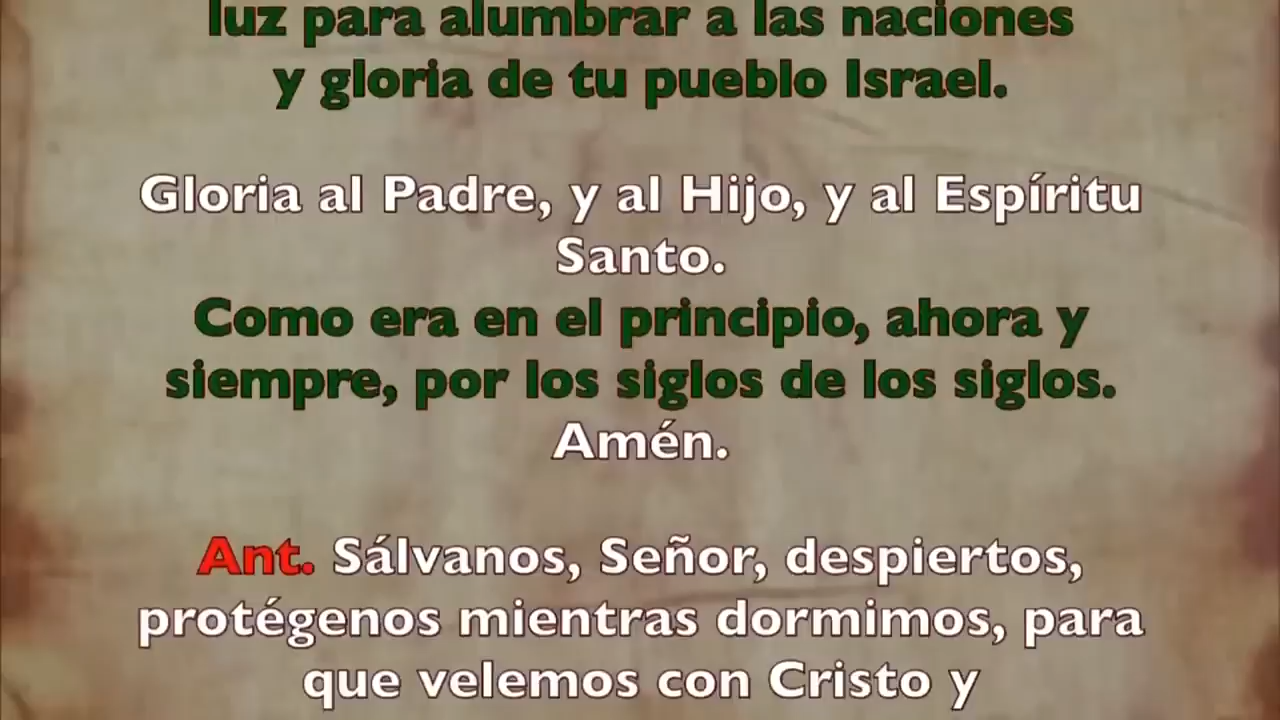 luz para alumbrar a las naciones
y gloria de tu pueblo Israel.
Gloria al Padre, y al Hijo, y al Espíritu
Santo.
Como era en el principio, ahora y
siempre, por los siglos de los siglos.
Amén.
Ant. Sálvanos, Señor, despiertos,
protégenos mientras dormimos, para
que velemos con Cristo y